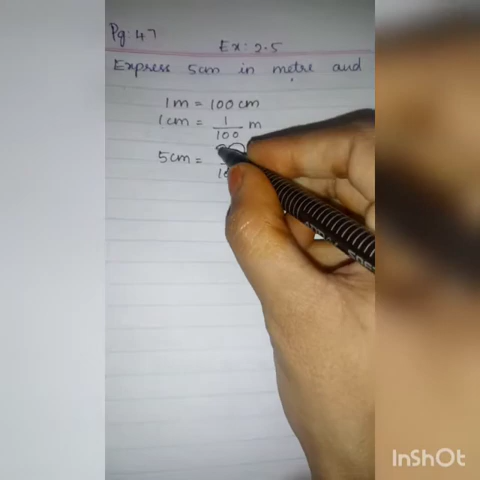 Pg: 47
Ex: 2.5
Express 5cm in metre and
1m = 100 cm
1cm = 1/100 m
5cm =
InShOt